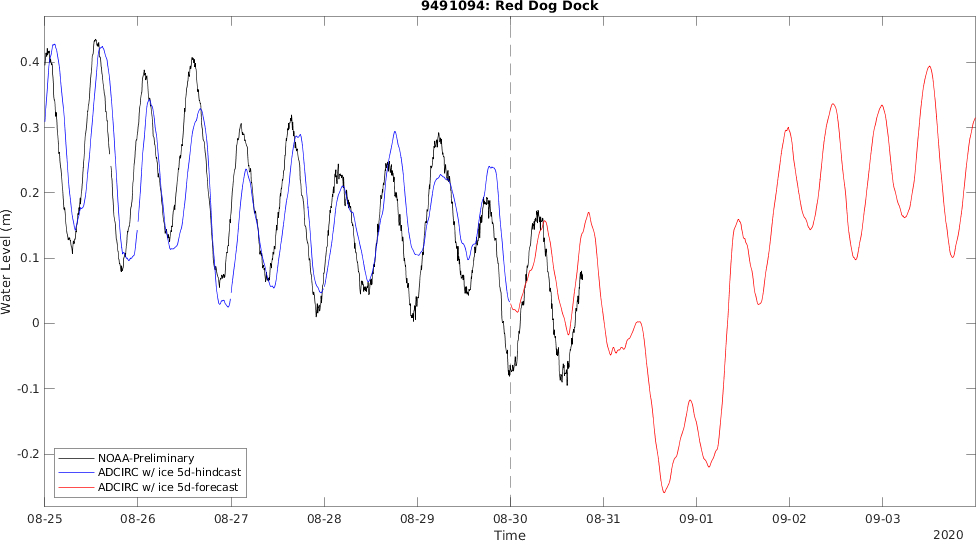 9491094: Red Dog Dock
Water Level (m)
0.4
0.3
0.2
0.1
0
-0.1
-0.2
NOAA-Preliminary
ADCIRC w/ ice 5d-hindcast
ADCIRC w/ ice 5d-forecast
08-25 08-26 08-27 08-28 08-29 08-30 08-31 09-01 09-02 09-03
Time
2020